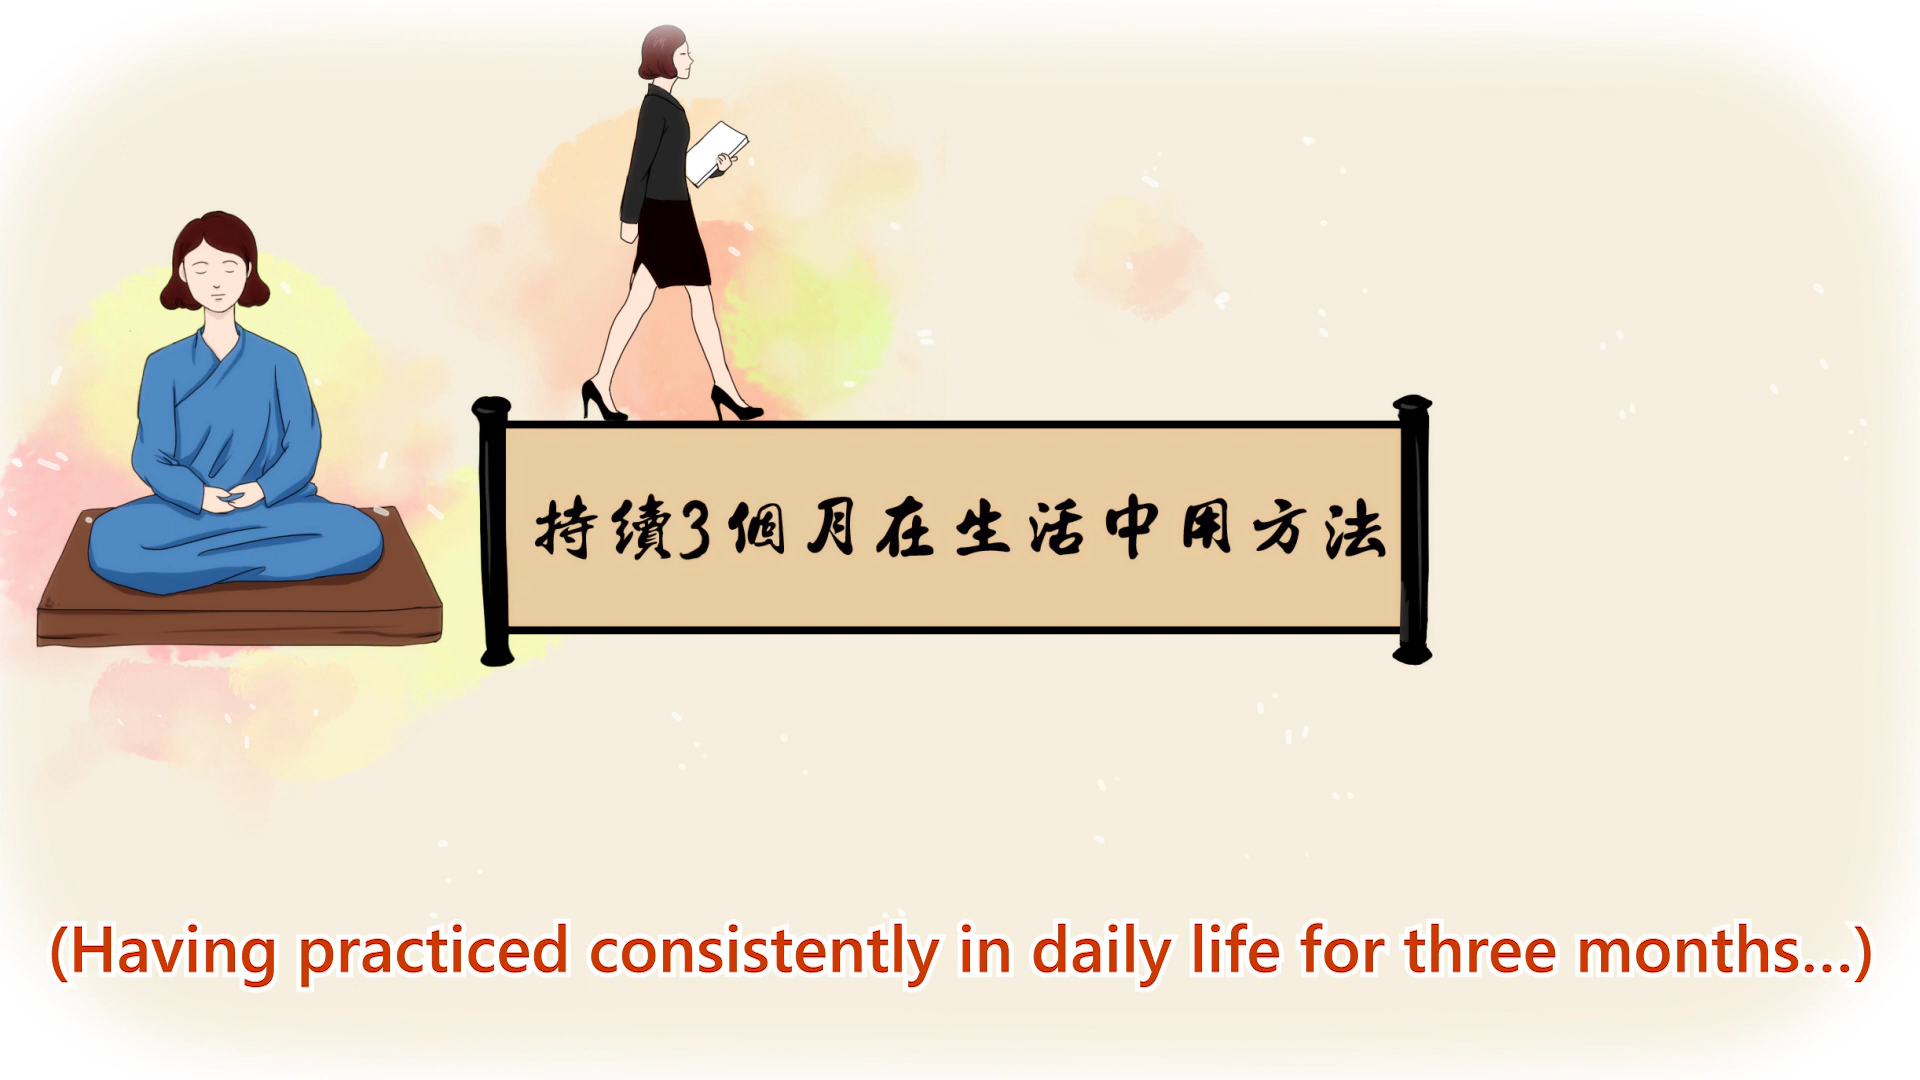 持續3個月在生活中用方法
(Having practiced consistently in daily life for three months...)